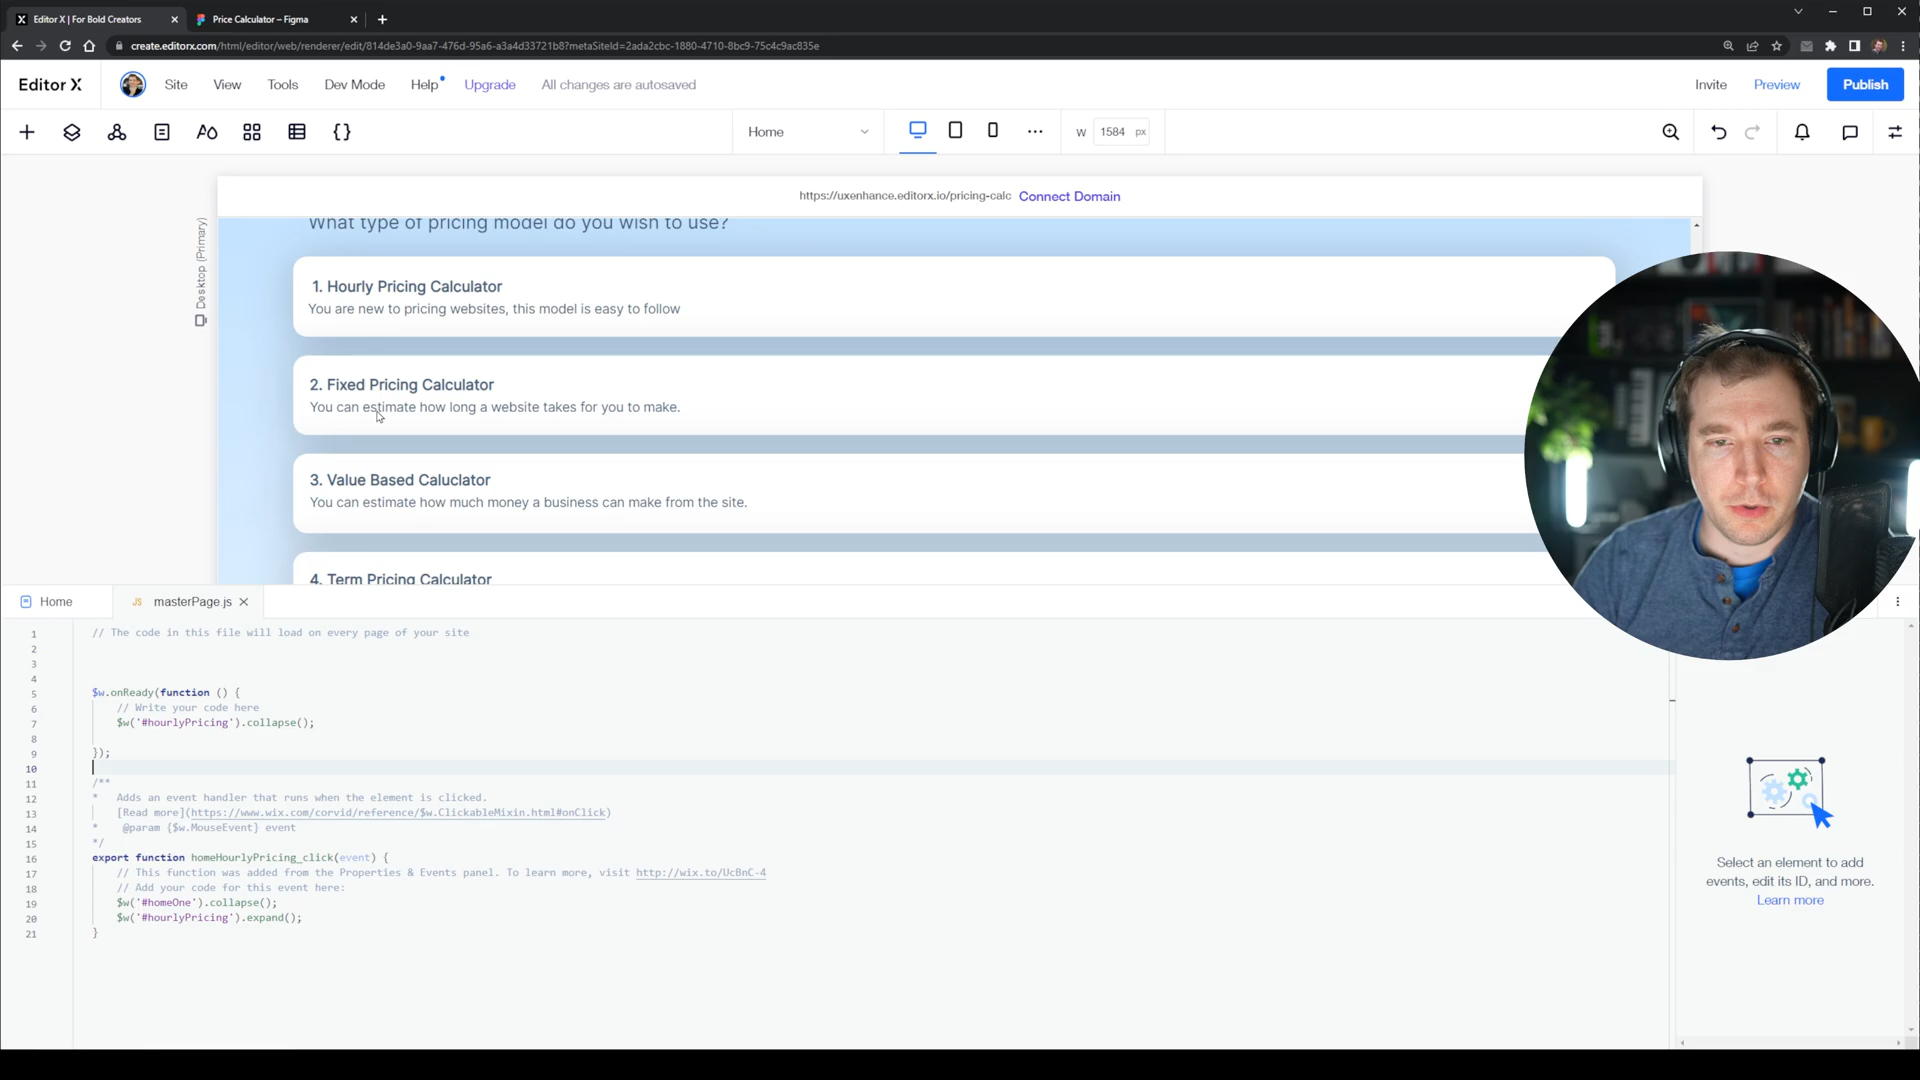 Editor X | For Bold Creators
Price Calculator – Figma
create.editorx.com/html/editor/web/renderer/edit/814de3a0-9aa7-476d-95a6-a3a4d33721b8?metaSiteId=2ada2cbc-1880-4710-8bc9-75c4c9ac835e
Editor X
Site
View
Tools
Dev Mode
Help
Upgrade
All changes are autosaved
Invite
Preview
Publish
Home
W
1584 px
https://uxenhance.editorx.io/pricing-calc Connect Domain
Desktop (Primary)
What type of pricing model do you wish to use?
1. Hourly Pricing Calculator
You are new to pricing websites, this model is easy to follow
2. Fixed Pricing Calculator
You can estimate how long a website takes for you to make.
3. Value Based Caluclator
You can estimate how much money a business can make from the site.
4. Term Pricing Calculator
Home
JS masterPage.js
1 // The code in this file will load on every page of your site
2
3
4
5 $w.onReady(function () {
6 // Write your code here
7 $w('#hourlyPricing').collapse();
8
9 });
10
11 /**
12 * Adds an event handler that runs when the element is clicked.
13 [Read more](https://www.wix.com/corvid/reference/$w.ClickableMixin.html#onClick)
14 * @param {$w.MouseEvent} event
15 */
16 export function homeHourlyPricing_click(event) {
17 // This function was added from the Properties & Events panel. To learn more, visit http://wix.to/UcBnC-4
18 // Add your code for this event here:
19 $w('#homeOne').collapse();
20 $w('#hourlyPricing').expand();
21 }
Select an element to add
events, edit its ID, and more.
Learn more